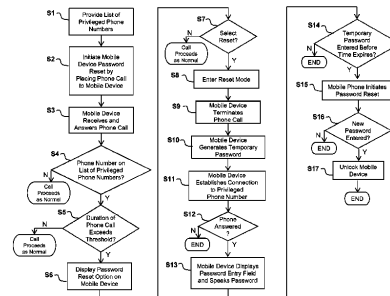 S1
Provide List of
Privileged
Phone Numbers
S2
Initiate Mobile
Device Password
Reset by
Placing Phone Call
to Mobile Device
S3
Mobile Device
Receives and
Answers Phone Call
S4
Phone Number on
List of Privileged
Phone Numbers?
N
Y
Call
Proceeds
as Normal
S5
Duration of
Phone Call
Exceeds
Threshold?
N
Y
Call
Proceeds
as Normal
S6
Display Password
Reset Option on
Mobile Device
S7
Select
Reset?
N
Y
Call
Proceeds
as Normal
S8
Enter Reset Mode
S9
Mobile Device
Terminates
Phone Call
S10
Mobile Device
Generates Temporary
Password
S11
Mobile Device
Establishes Connection
to Privileged
Phone Number
S12
Phone
Answered
?
N
Y
END
S13
Mobile Device Displays
Password Entry Field
and Speaks Password
S14
Temporary
Password
Entered Before
Time Expires?
N
Y
END
S15
Mobile Phone Initiates
Password Reset
S16
New
Password
Entered?
N
Y
END
S17
Unlock Mobile
Device
END